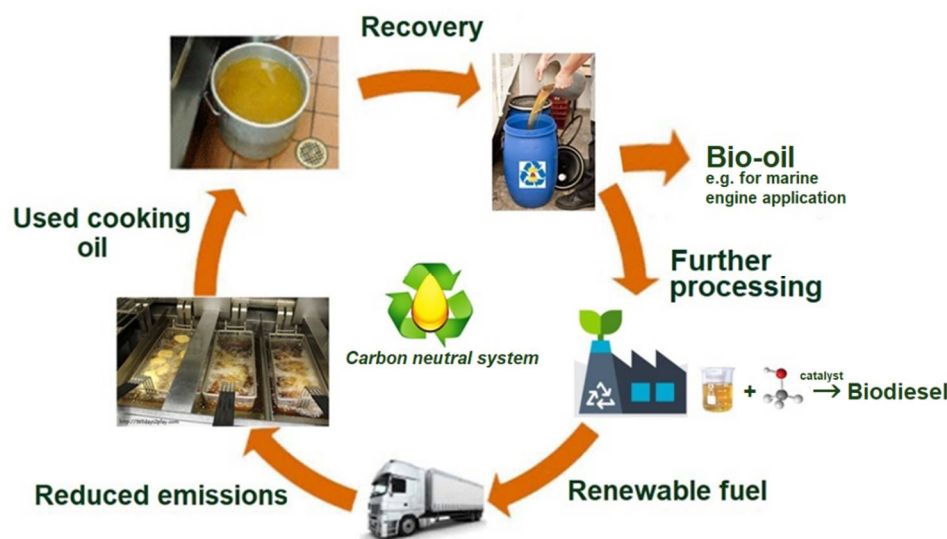 Recovery
Bio-oil
e.g. for marine
engine application
Used cooking
oil
Further
processing
Carbon neutral system
catalyst
+ → Biodiesel
Reduced emissions
Renewable fuel